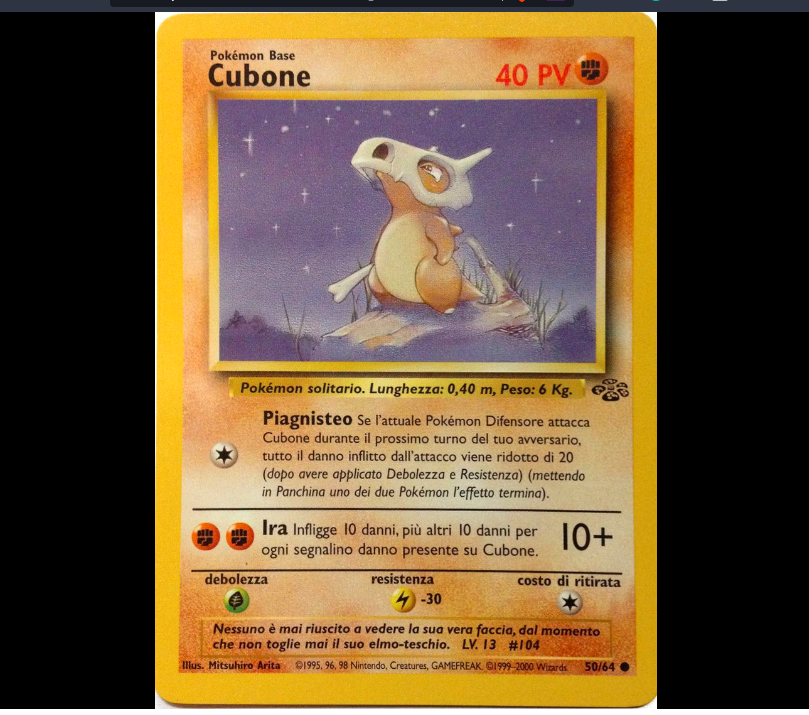 Pokémon Base
Cubone
40 PV
Pokémon solitario. Lunghezza: 0,40 m, Peso: 6 Kg.
Piagnisteo Se l'attuale Pokémon Difensore attacca
Cubone durante il prossimo turno del tuo avversario,
tutto il danno inflitto dall'attacco viene ridotto di 20
(dopo avere applicato Debolezza e Resistenza) (mettendo
in Panchina uno dei due Pokémon l'effetto termina).
Ira Infligge 10 danni, più altri 10 danni per
ogni segnalino danno presente su Cubone.
10+
debolezza
resistenza
costo di ritirata
-30
Nessuno è mai riuscito a vedere la sua vera faccia, dal momento
che non toglie mai il suo elmo-teschio. LV. 13 #104
Illus. Mitsuhiro Arita ©1995, 96, 98 Nintendo, Creatures, GAMEFREAK. ©1999-2000 Wizards. 50/64